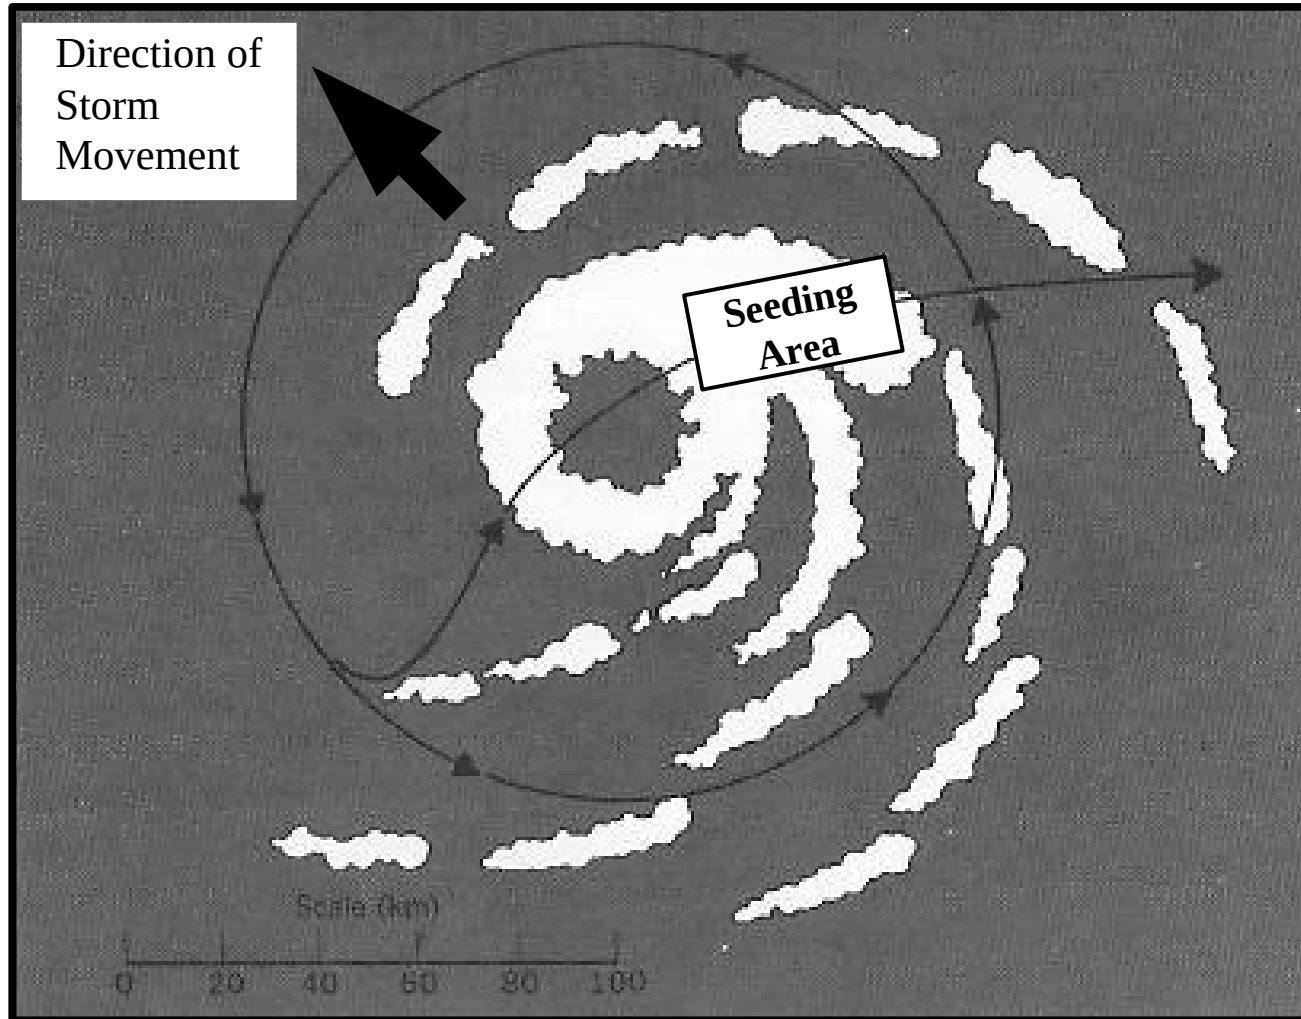 Direction of
Storm
Movement
Seeding
Area
Scale (km)
0 20 40 60 80 100